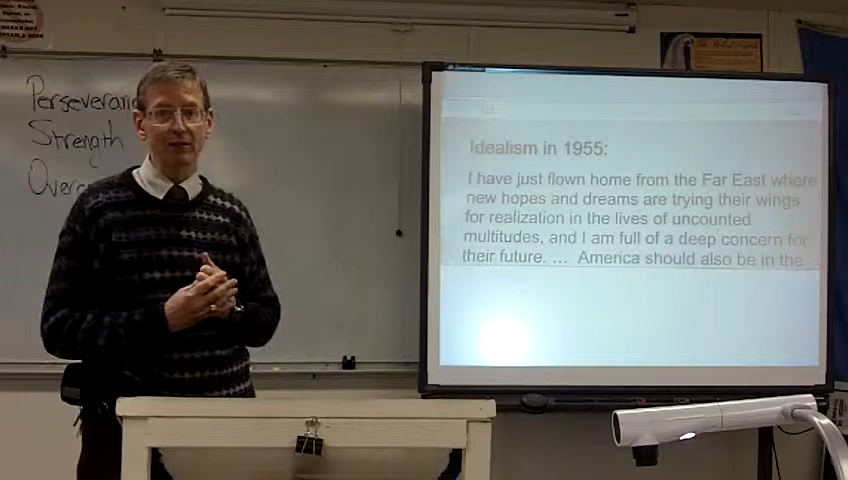 Strength
Idealism in 1955:
I have just flown home from the Far East where
new hopes and dreams are trying their wings
for realization in the lives of uncounted
multitudes, and I am full of a deep concern for
their future. ... America should also be in the